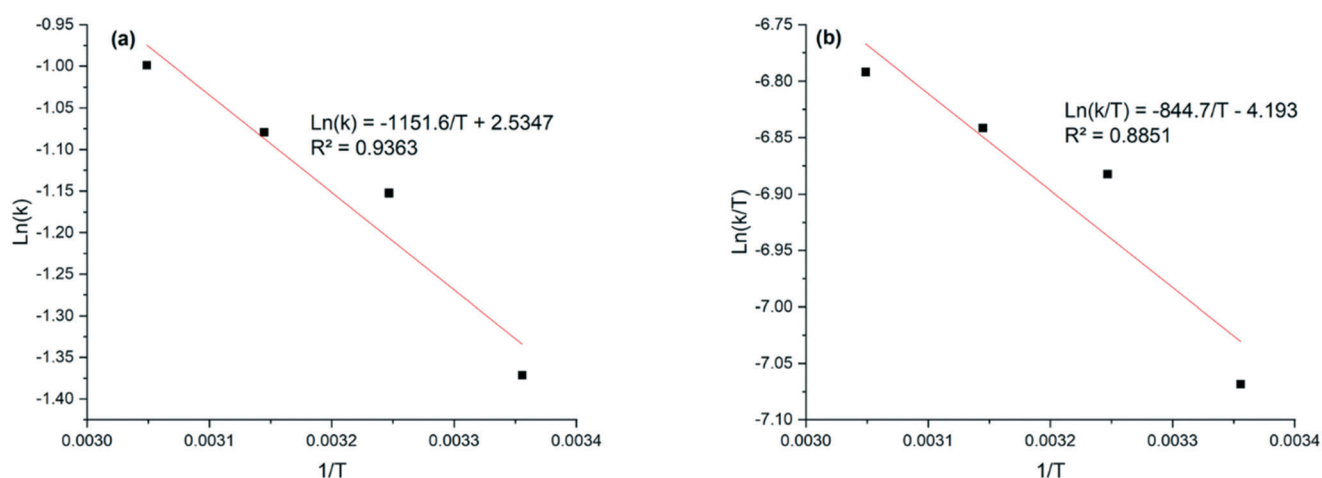 (a)
Ln(k) = -1151.6/T + 2.5347
R² = 0.9363
Ln(k)
-0.95
-1.00
-1.05
-1.10
-1.15
-1.20
-1.25
-1.30
-1.35
-1.40
0.0030 0.0031 0.0032 0.0033 0.0034
1/T
(b)
Ln(k/T) = -844.7/T - 4.193
R² = 0.8851
Ln(k/T)
-6.75
-6.80
-6.85
-6.90
-6.95
-7.00
-7.05
-7.10
0.0030 0.0031 0.0032 0.0033 0.0034
1/T